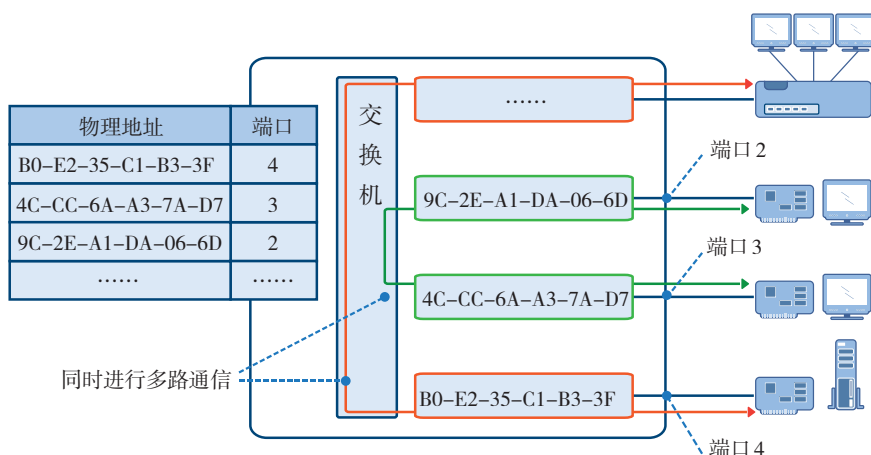 物理地址 端口
B0-E2-35-C1-B3-3F 4
4C-CC-6A-A3-7A-D7 3
9C-2E-A1-DA-06-6D 2
…… ……
交换机
……
9C-2E-A1-DA-06-6D
4C-CC-6A-A3-7A-D7
B0-E2-35-C1-B3-3F
端口2
端口3
端口4
同时进行多路通信